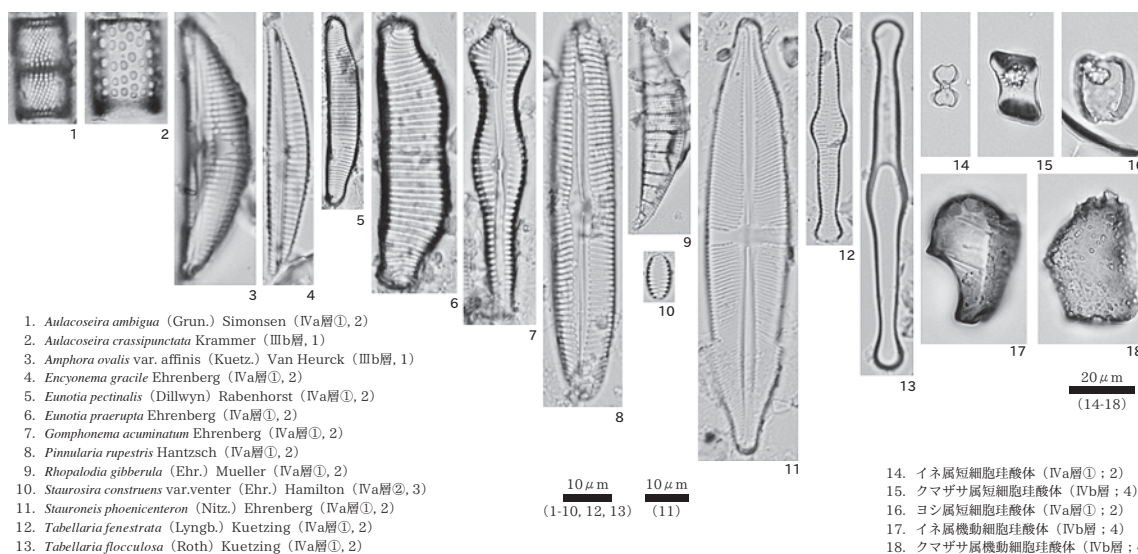 1
2
3
4
5
6
7
8
9
10
11
12
13
14
15
16
17
18
1. Aulacoseira ambigua (Grun.) Simonsen (Ⅳa層①, 2)
2. Aulacoseira crassipunctata Krammer (Ⅲb層, 1)
3. Amphora ovalis var. affinis (Kuetz.) Van Heurck (Ⅲb層, 1)
4. Encyonema gracile Ehrenberg (Ⅳa層①, 2)
5. Eunotia pectinalis (Dillwyn) Rabenhorst (Ⅳa層①, 2)
6. Eunotia praerupta Ehrenberg (Ⅳa層①, 2)
7. Gomphonema acuminatum Ehrenberg (Ⅳa層①, 2)
8. Pinnularia rupestris Hantzsch (Ⅳa層①, 2)
9. Rhopalodia gibberula (Ehr.) Mueller (Ⅳa層①, 2)
10. Staurosira construens var.venter (Ehr.) Hamilton (Ⅳa層②, 3)
11. Stauroneis phoenicenteron (Nitz.) Ehrenberg (Ⅳa層①, 2)
12. Tabellaria fenestrata (Lyngb.) Kuetzing (Ⅳa層①, 2)
13. Tabellaria flocculosa (Roth) Kuetzing (Ⅳa層①, 2)
10μm
(1-10, 12, 13)
10μm
(11)
20μm
(14-18)
14. イネ属短細胞珪酸体 (Ⅳa層①；2)
15. クマザサ属短細胞珪酸体 (Ⅳb層；4)
16. ヨシ属短細胞珪酸体 (Ⅳa層①；2)
17. イネ属機動細胞珪酸体 (Ⅳb層；4)
18. クマザサ属機動細胞珪酸体 (Ⅳb層；